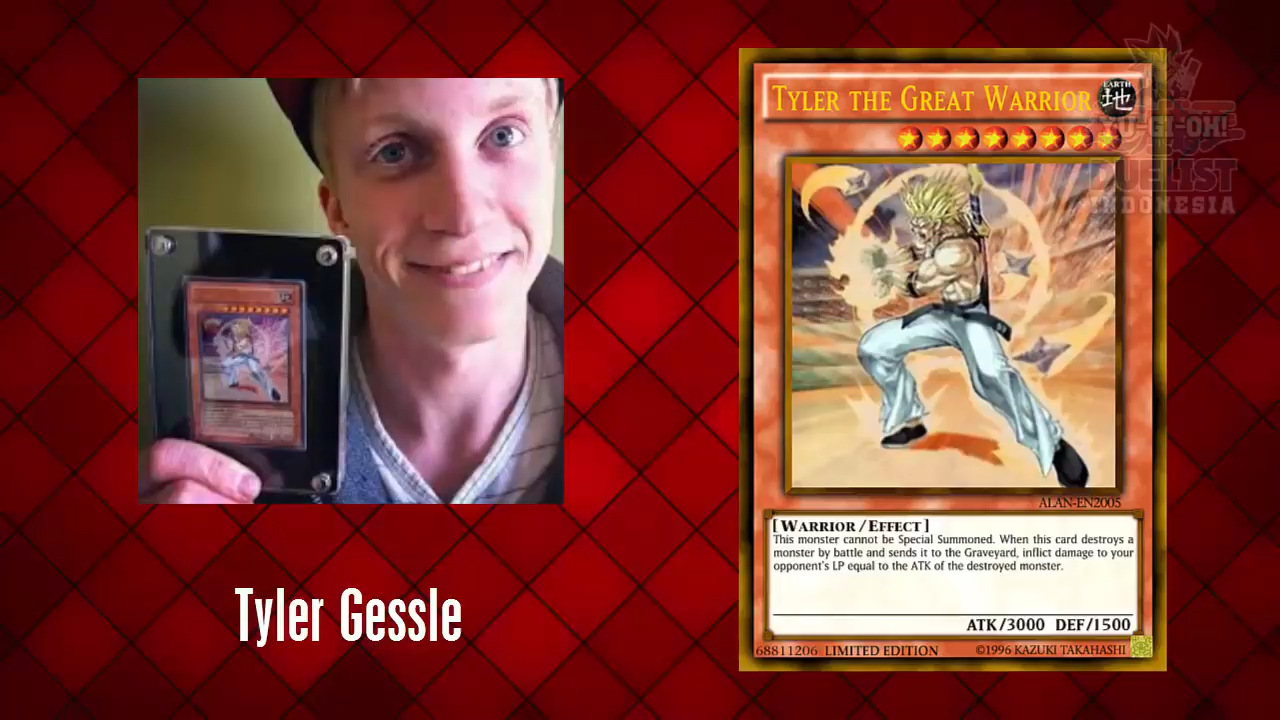 TYLER THE GREAT WARRIOR
EARTH
地
YU-GI-OH!
DUELIST
INDONESIA
ALAN-EN2005
[WARRIOR/EFFECT]
This monster cannot be Special Summoned. When this card destroys a
monster by battle and sends it to the Graveyard, inflict damage to your
opponent's LP equal to the ATK of the destroyed monster.
ATK/3000 DEF/1500
68811206 LIMITED EDITION ©1996 KAZUKI TAKAHASHI
Tyler Gessle